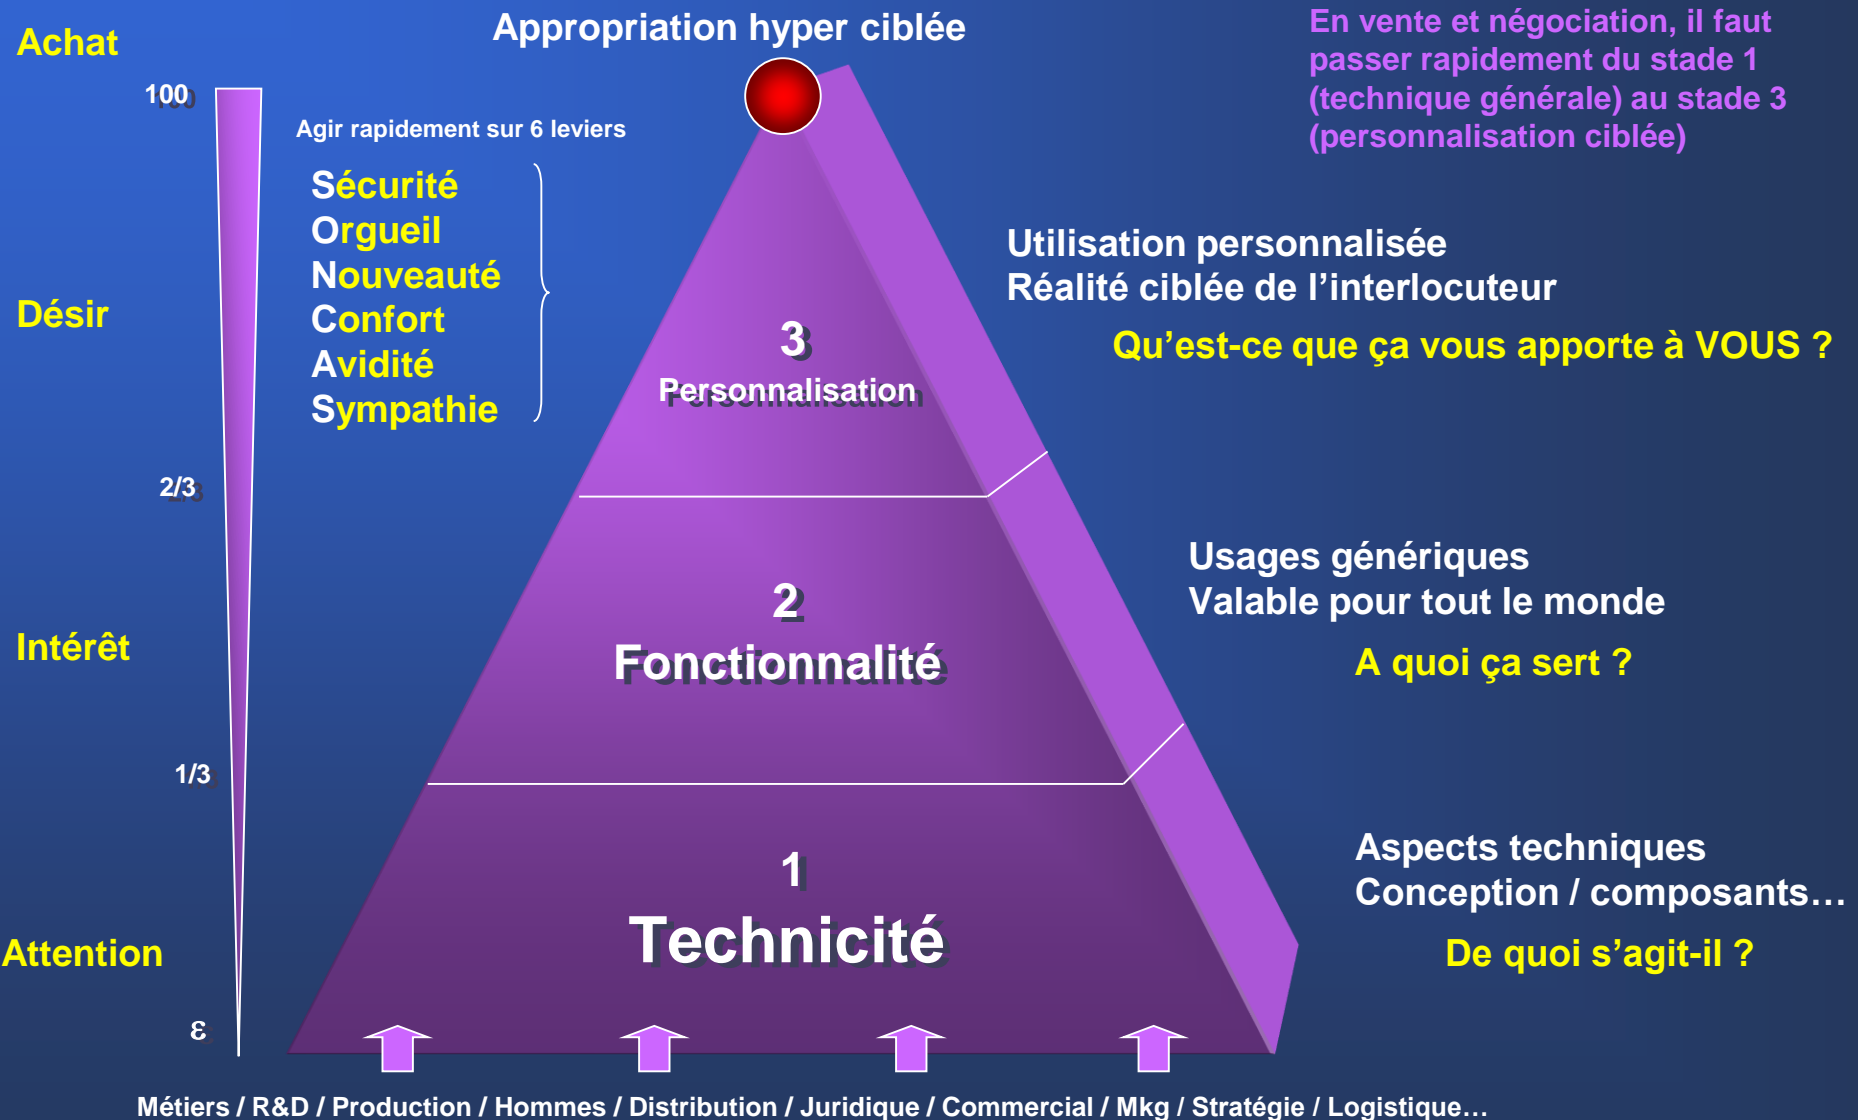 Achat
Appropriation hyper ciblée
En vente et négociation, il faut
passer rapidement du stade 1
(technique générale) au stade 3
(personnalisation ciblée)
100
Agir rapidement sur 6 leviers
Sécurité
Orgueil
Nouveauté
Confort
Avidité
Sympathie
Utilisation personnalisée
Réalité ciblée de l’interlocuteur
Qu’est-ce que ça vous apporte à VOUS ?
Désir
3
Personnalisation
2/3
Usages génériques
Valable pour tout le monde
A quoi ça sert ?
2
Fonctionnalité
Intérêt
1/3
Aspects techniques
Conception / composants…
De quoi s’agit-il ?
1
Technicité
Attention
ε
Métiers / R&D / Production / Hommes / Distribution / Juridique / Commercial / Mkg / Stratégie / Logistique…